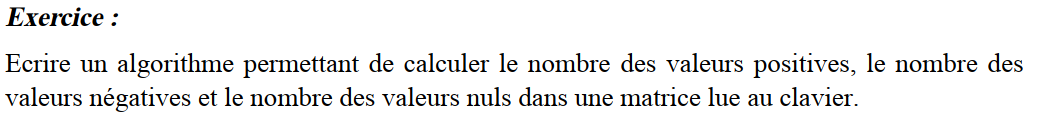 Exercice :
Ecrire un algorithme permettant de calculer le nombre des valeurs positives, le nombre des
valeurs négatives et le nombre des valeurs nuls dans une matrice lue au clavier.